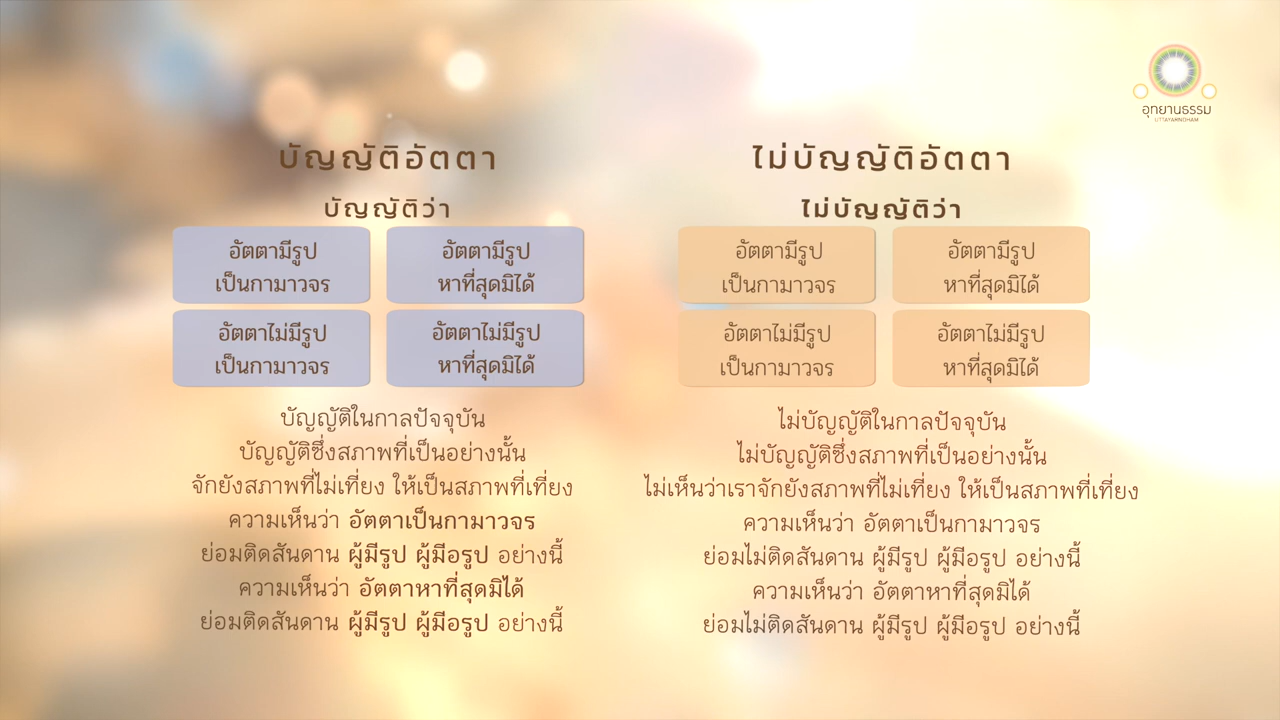 อุทยานธรรม
UTTAYARNDHAM
บัญญัติอัตตา
บัญญัติว่า
อัตตามีรูป
เป็นกามาวจร
อัตตามีรูป
หาที่สุดมิได้
อัตตาไม่มีรูป
เป็นกามาวจร
อัตตาไม่มีรูป
หาที่สุดมิได้
บัญญัติในกาลปัจจุบัน
บัญญัติซึ่งสภาพที่เป็นอย่างนั้น
จักยังสภาพที่ไม่เที่ยง ให้เป็นสภาพที่เที่ยง
ความเห็นว่า อัตตาเป็นกามาวจร
ย่อมติดสันดาน ผู้มีรูป ผู้มีอรูป อย่างนี้
ความเห็นว่า อัตตาหาที่สุดมิได้
ย่อมติดสันดาน ผู้มีรูป ผู้มีอรูป อย่างนี้
ไม่บัญญัติอัตตา
ไม่บัญญัติว่า
อัตตามีรูป
เป็นกามาวจร
อัตตามีรูป
หาที่สุดมิได้
อัตตาไม่มีรูป
เป็นกามาวจร
อัตตาไม่มีรูป
หาที่สุดมิได้
ไม่บัญญัติในกาลปัจจุบัน
ไม่บัญญัติซึ่งสภาพที่เป็นอย่างนั้น
ไม่เห็นว่าเราจักยังสภาพที่ไม่เที่ยง ให้เป็นสภาพที่เที่ยง
ความเห็นว่า อัตตาเป็นกามาวจร
ย่อมไม่ติดสันดาน ผู้มีรูป ผู้มีอรูป อย่างนี้
ความเห็นว่า อัตตาหาที่สุดมิได้
ย่อมไม่ติดสันดาน ผู้มีรูป ผู้มีอรูป อย่างนี้